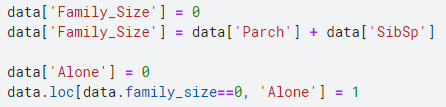 data['Family_Size'] = 0
data['Family_Size'] = data['Parch'] + data['SibSp']
data['Alone'] = 0
data.loc[data.family_size==0, 'Alone'] = 1